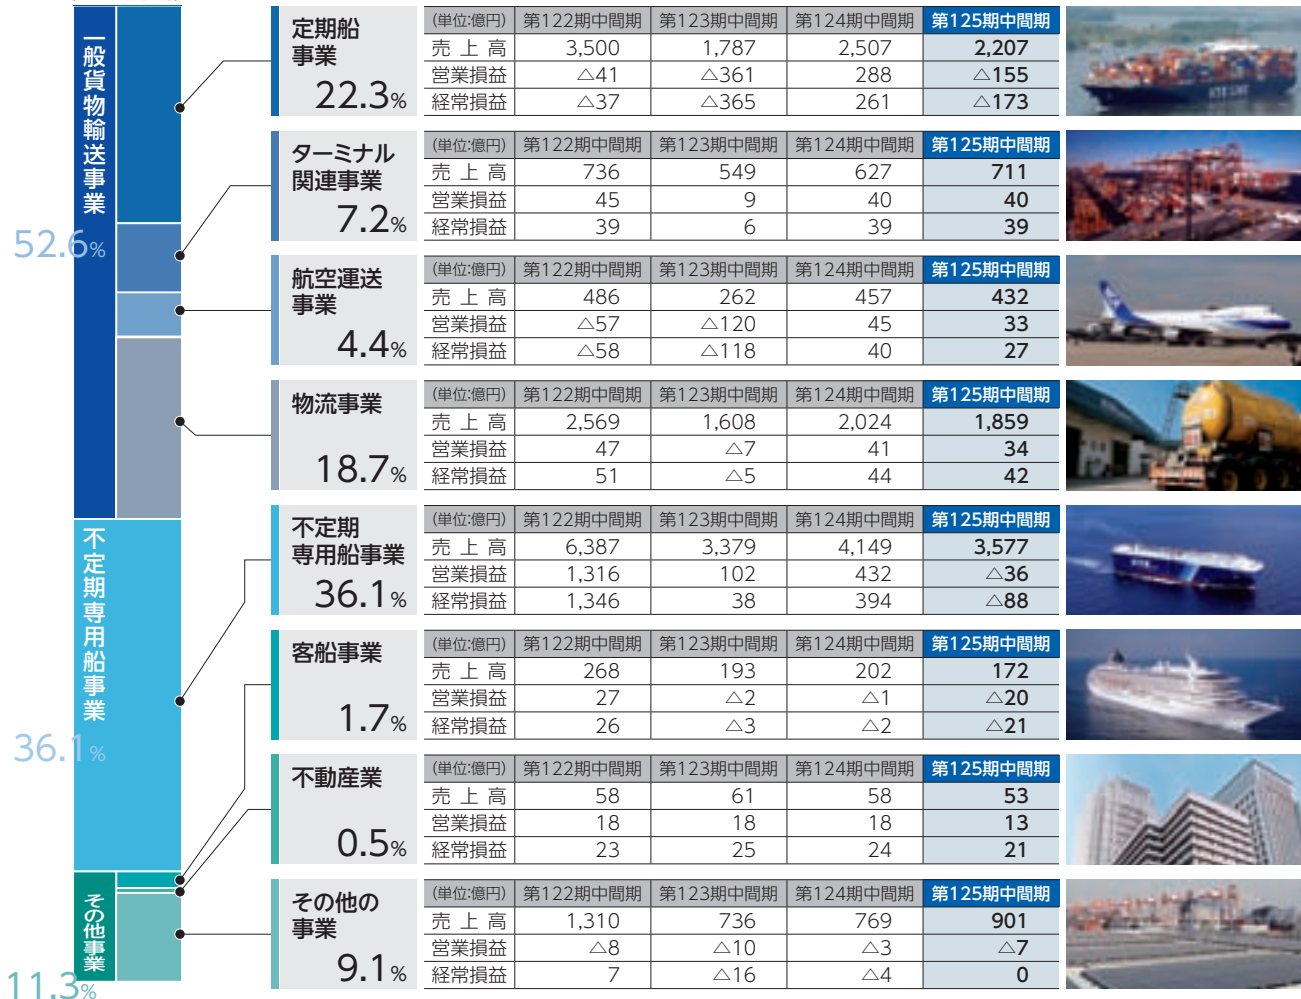 一般貨物輸送事業
52.6%
不定期専用船事業
36.1%
その他事業
11.3%
定期船
事業
22.3%
(単位:億円) 第122期中間期 第123期中間期 第124期中間期 第125期中間期
売上高 3,500 1,787 2,507 2,207
営業損益 △41 △361 288 △155
経常損益 △37 △365 261 △173
ターミナル
関連事業
7.2%
(単位:億円) 第122期中間期 第123期中間期 第124期中間期 第125期中間期
売上高 736 549 627 711
営業損益 45 9 40 40
経常損益 39 6 39 39
航空運送
事業
4.4%
(単位:億円) 第122期中間期 第123期中間期 第124期中間期 第125期中間期
売上高 486 262 457 432
営業損益 △57 △120 45 33
経常損益 △58 △118 40 27
物流事業
18.7%
(単位:億円) 第122期中間期 第123期中間期 第124期中間期 第125期中間期
売上高 2,569 1,608 2,024 1,859
営業損益 47 △7 41 34
経常損益 51 △5 44 42
不定期
専用船事業
36.1%
(単位:億円) 第122期中間期 第123期中間期 第124期中間期 第125期中間期
売上高 6,387 3,379 4,149 3,577
営業損益 1,316 102 432 △36
経常損益 1,346 38 394 △88
客船事業
1.7%
(単位:億円) 第122期中間期 第123期中間期 第124期中間期 第125期中間期
売上高 268 193 202 172
営業損益 27 △2 △1 △20
経常損益 26 △3 △2 △21
不動産業
0.5%
(単位:億円) 第122期中間期 第123期中間期 第124期中間期 第125期中間期
売上高 58 61 58 53
営業損益 18 18 18 13
経常損益 23 25 24 21
その他の
事業
9.1%
(単位:億円) 第122期中間期 第123期中間期 第124期中間期 第125期中間期
売上高 1,310 736 769 901
営業損益 △8 △10 △3 △7
経常損益 7 △16 △4 0